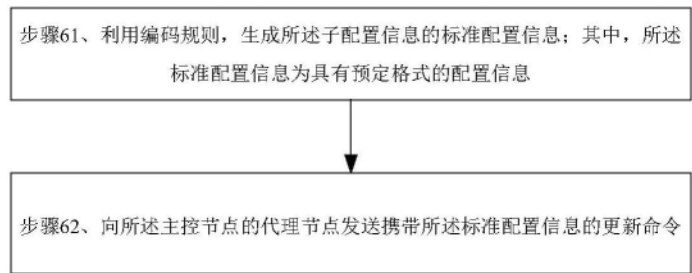 步骤61、利用编码规则，生成所述子配置信息的标准配置信息；其中，所述
标准配置信息为具有预定格式的配置信息
步骤62、向所述主控节点的代理节点发送携带所述标准配置信息的更新命令